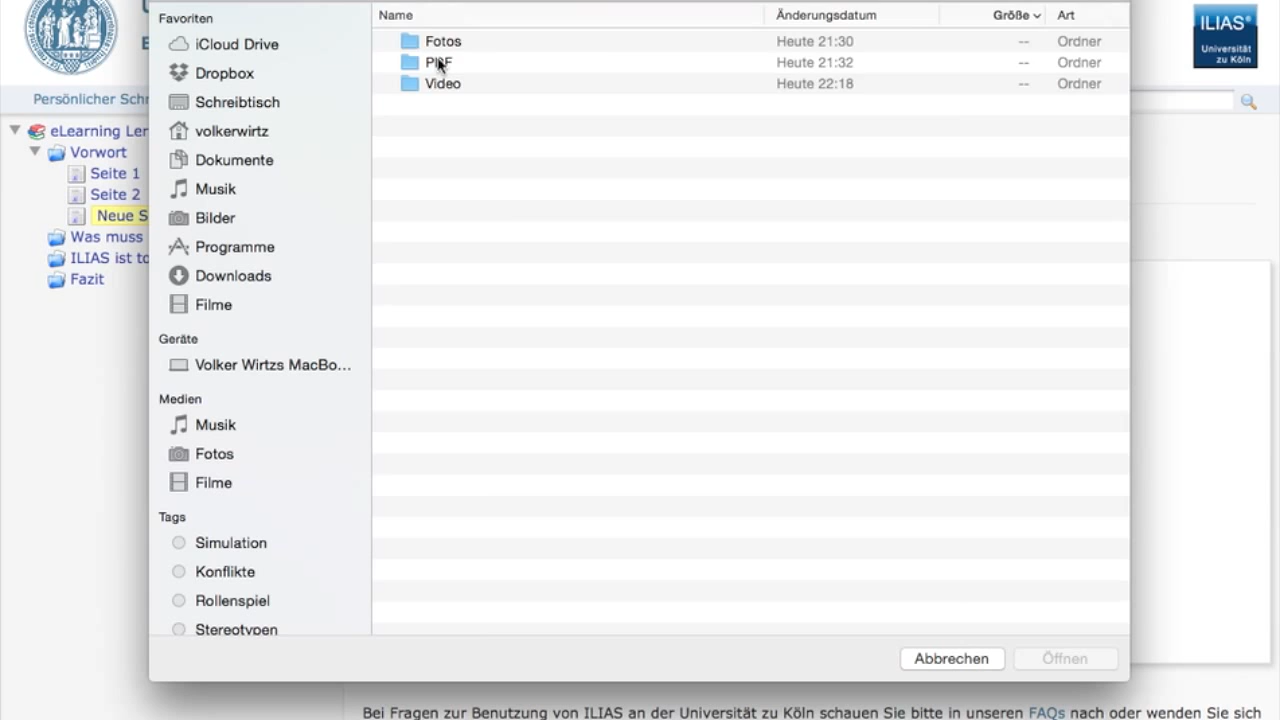 Favoriten
iCloud Drive
Dropbox
Schreibtisch
volkerwirtz
Dokumente
Musik
Bilder
Programme
Downloads
Filme
Geräte
Volker Wirtzs MacBo...
Medien
Musik
Fotos
Filme
Tags
Simulation
Konflikte
Rollenspiel
Stereotypen
Name Änderungsdatum Größe Art
Fotos Heute 21:30 -- Ordner
PDF Heute 21:32 -- Ordner
Video Heute 22:18 -- Ordner
Abbrechen Öffnen
ILIAS
Universität
zu Köln
Persönlicher Schr
eLearning Ler
Vorwort
Seite 1
Seite 2
Neue S
Was muss
ILIAS ist to
Fazit
Bei Fragen zur Benutzung von ILIAS an der Universität zu Köln schauen Sie bitte in unseren FAQs nach oder wenden Sie sich